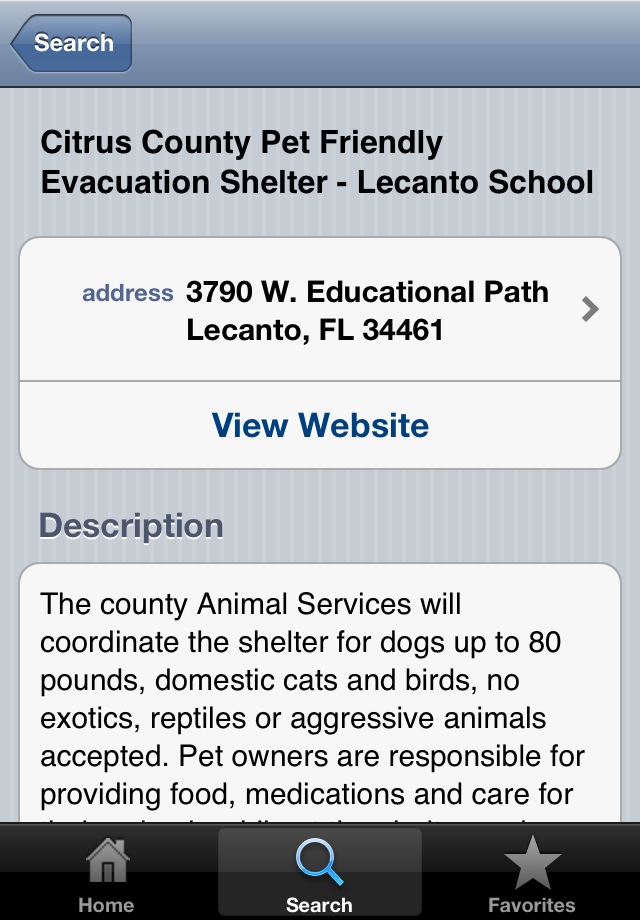 Search
Citrus County Pet Friendly
Evacuation Shelter - Lecanto School
address 3790 W. Educational Path
Lecanto, FL 34461
View Website
Description
The county Animal Services will
coordinate the shelter for dogs up to 80
pounds, domestic cats and birds, no
exotics, reptiles or aggressive animals
accepted. Pet owners are responsible for
providing food, medications and care for
Home Search Favorites